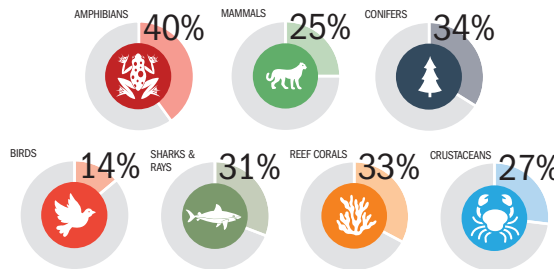 AMPHIBIANS
40%
MAMMALS
25%
CONIFERS
34%
BIRDS
14%
SHARKS &
RAYS
31%
REEF CORALS
33%
CRUSTACEANS
27%